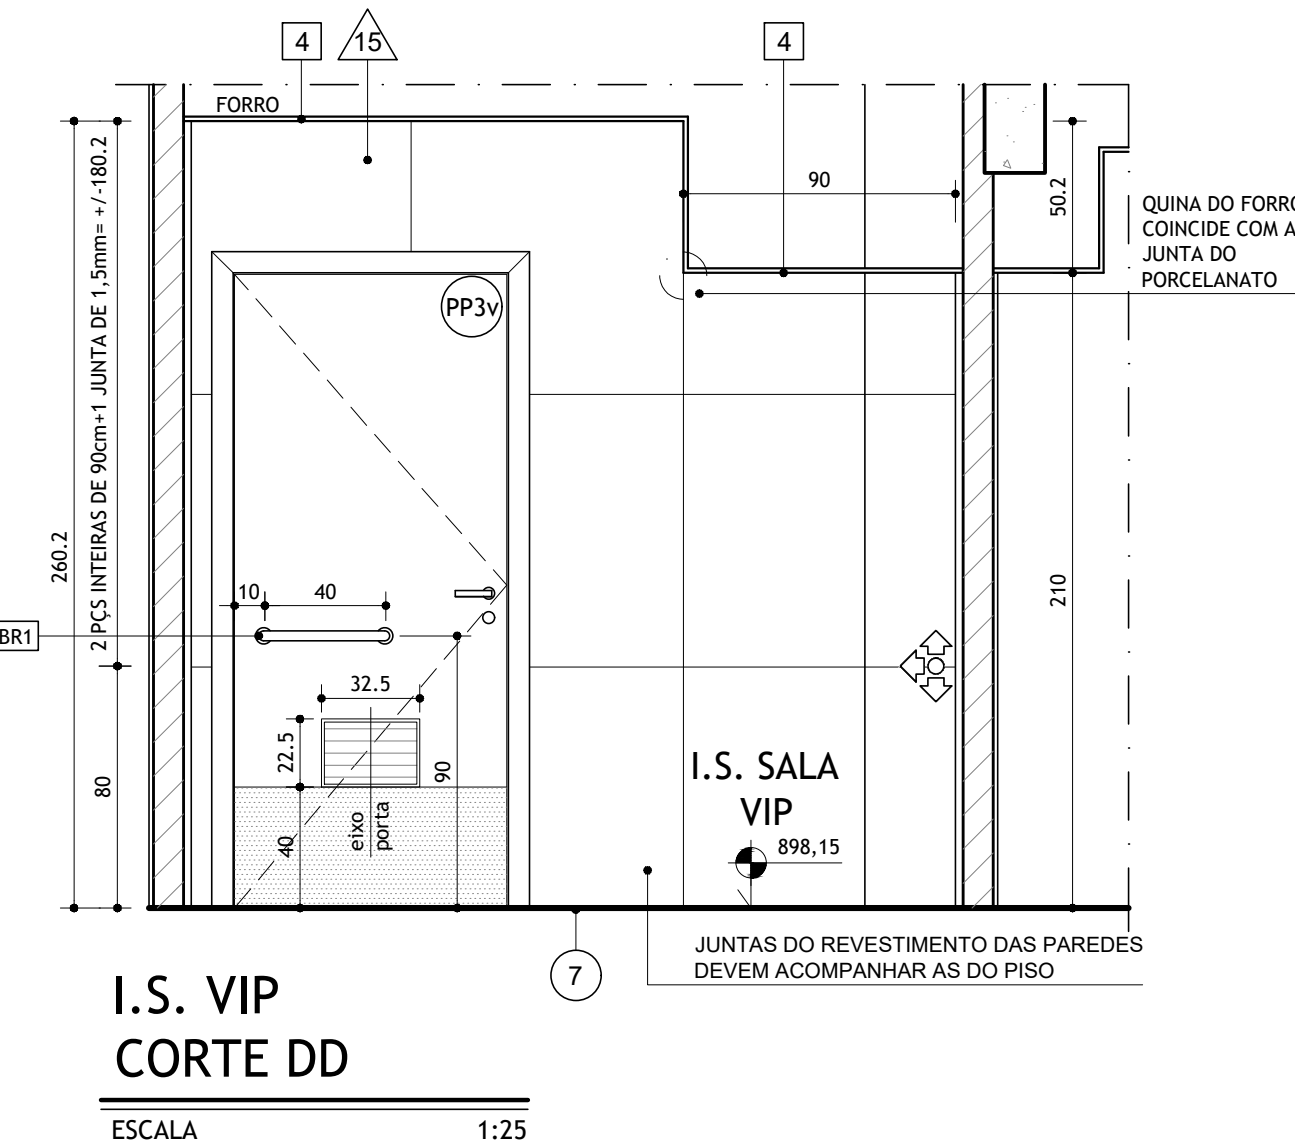 4
15
4
FORRO
90
50.2
QUINA DO FORRO
COINCIDE COM A
JUNTA DO
PORCELANATO
PP3v
2 PÇS INTEIRAS DE 90cm+1 JUNTA DE 1,5mm= +/-180.2
260.2
10
40
BR1
210
32.5
22.5
90
80
40
eixo
porta
I.S. SALA
VIP
898,15
JUNTAS DO REVESTIMENTO DAS PAREDES
DEVEM ACOMPANHAR AS DO PISO
7
I.S. VIP
CORTE DD
ESCALA 1:25